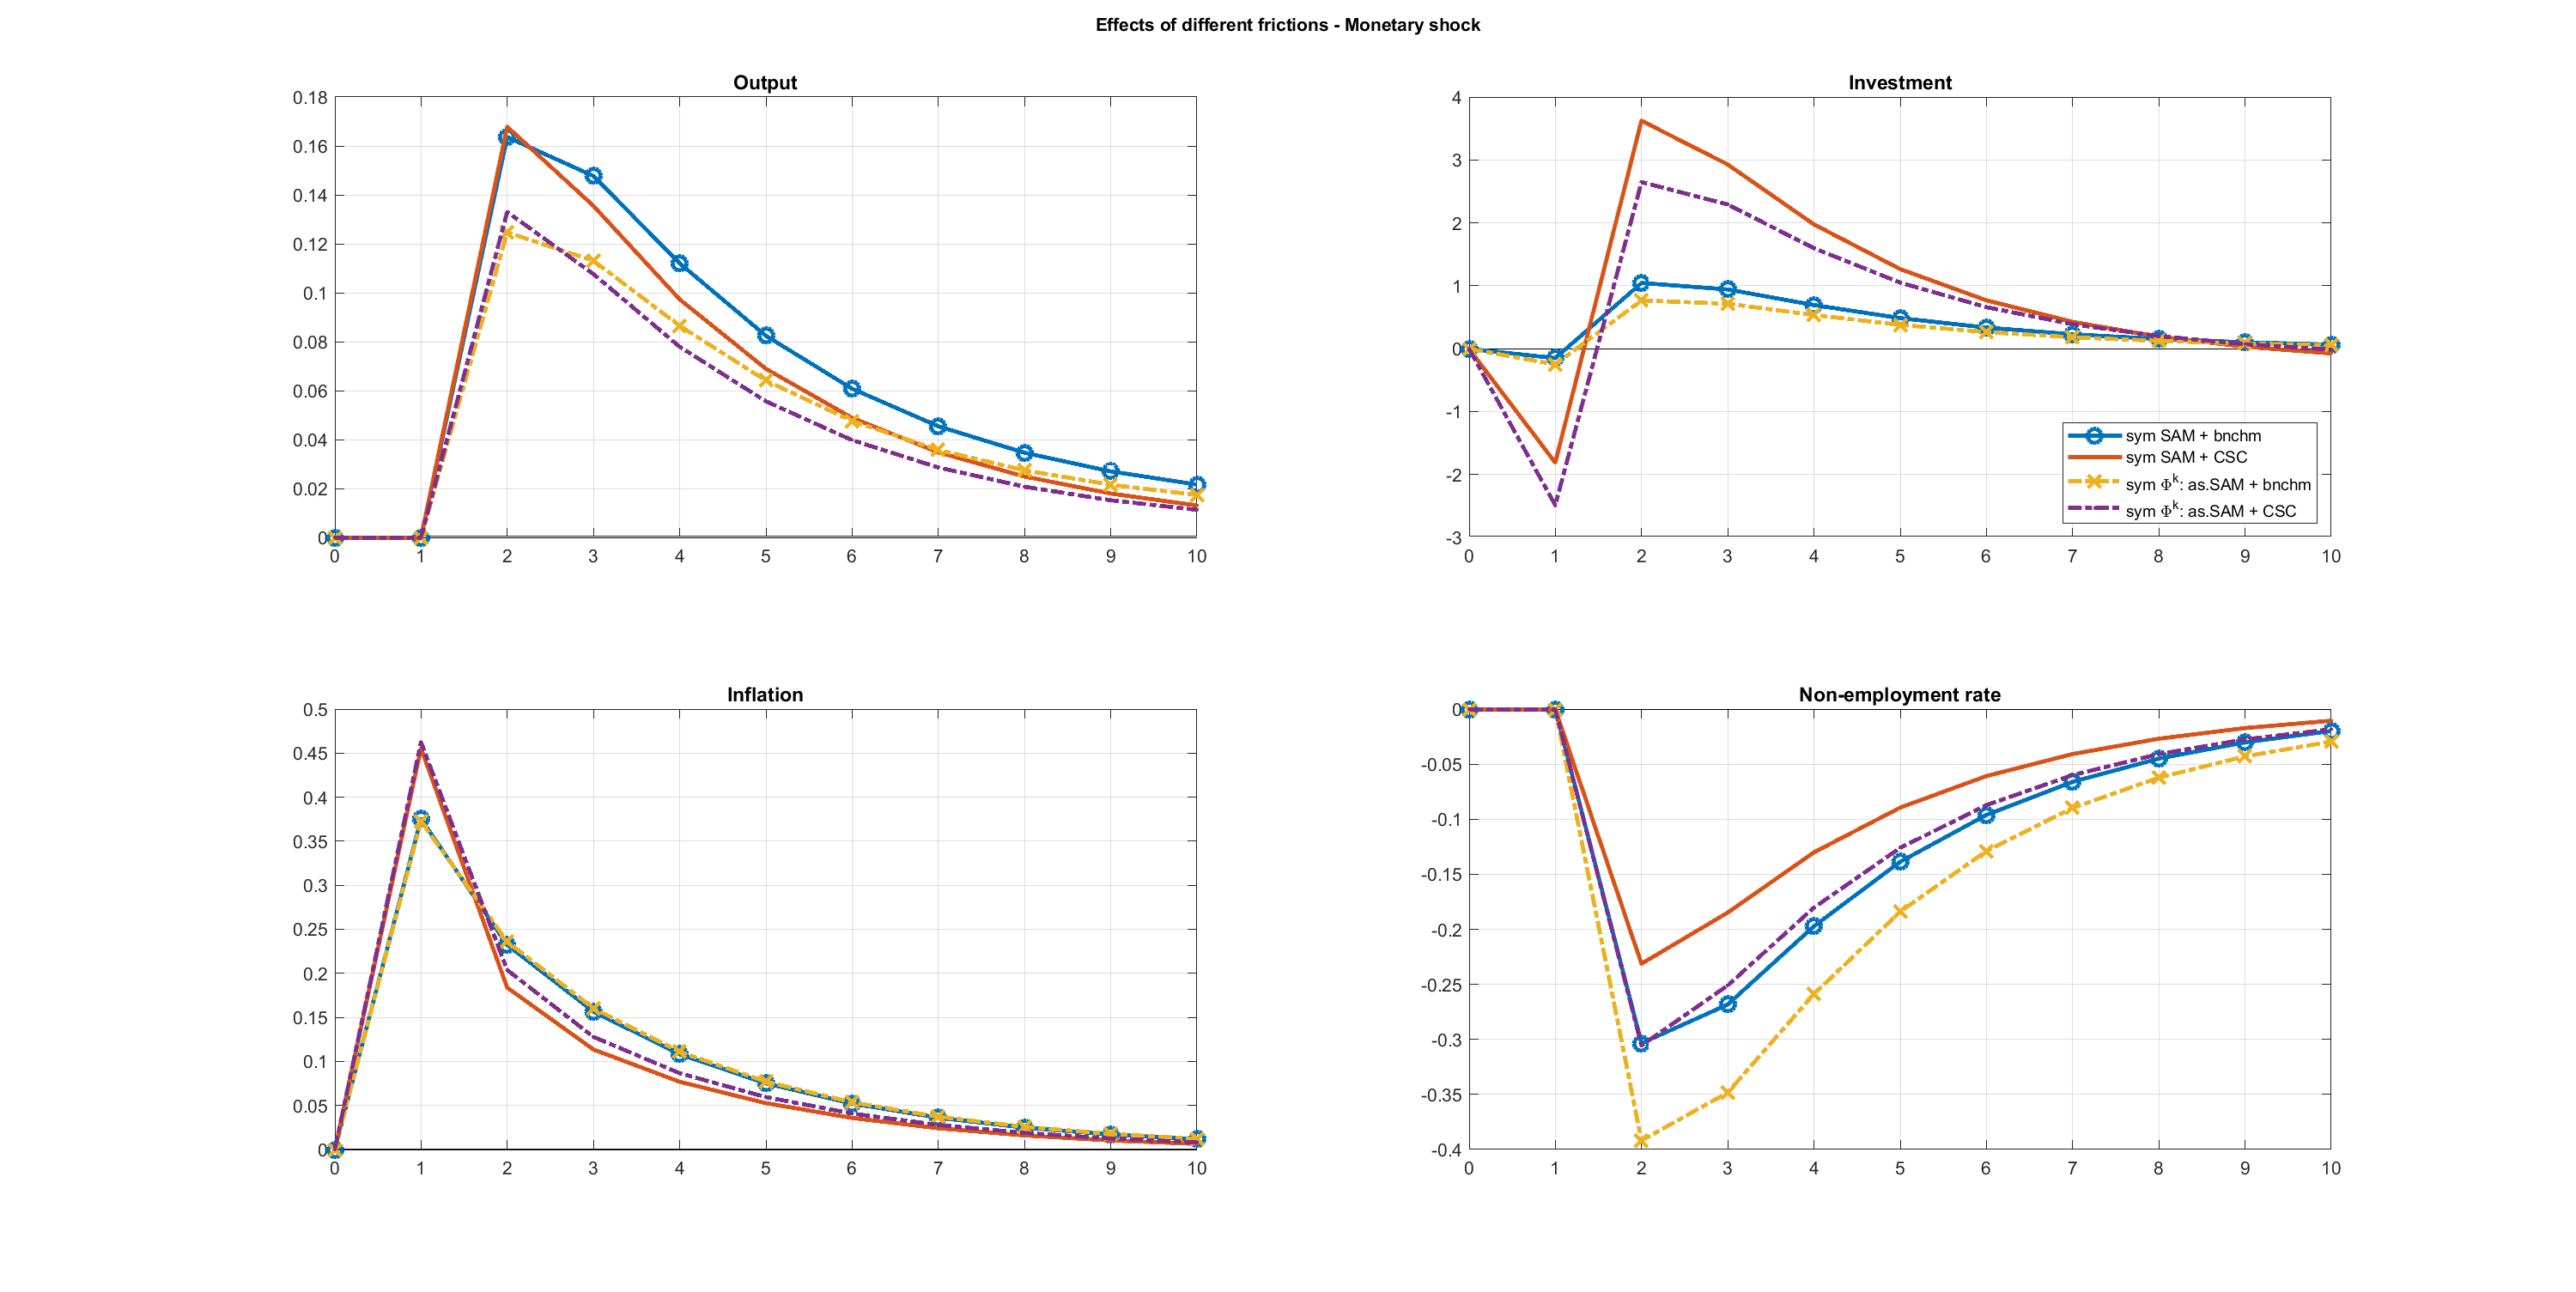 Effects of different frictions - Monetary shock
Output
0.18
0.16
0.14
0.12
0.1
0.08
0.06
0.04
0.02
0
0 1 2 3 4 5 6 7 8 9 10
Investment
4
3
2
1
0
-1
-2
-3
0 1 2 3 4 5 6 7 8 9 10
sym SAM + bnchm
sym SAM + CSC
sym Φᵏ: as.SAM + bnchm
sym Φᵏ: as.SAM + CSC
Inflation
0.5
0.45
0.4
0.35
0.3
0.25
0.2
0.15
0.1
0.05
0
0 1 2 3 4 5 6 7 8 9 10
Non-employment rate
0
-0.05
-0.1
-0.15
-0.2
-0.25
-0.3
-0.35
-0.4
0 1 2 3 4 5 6 7 8 9 10